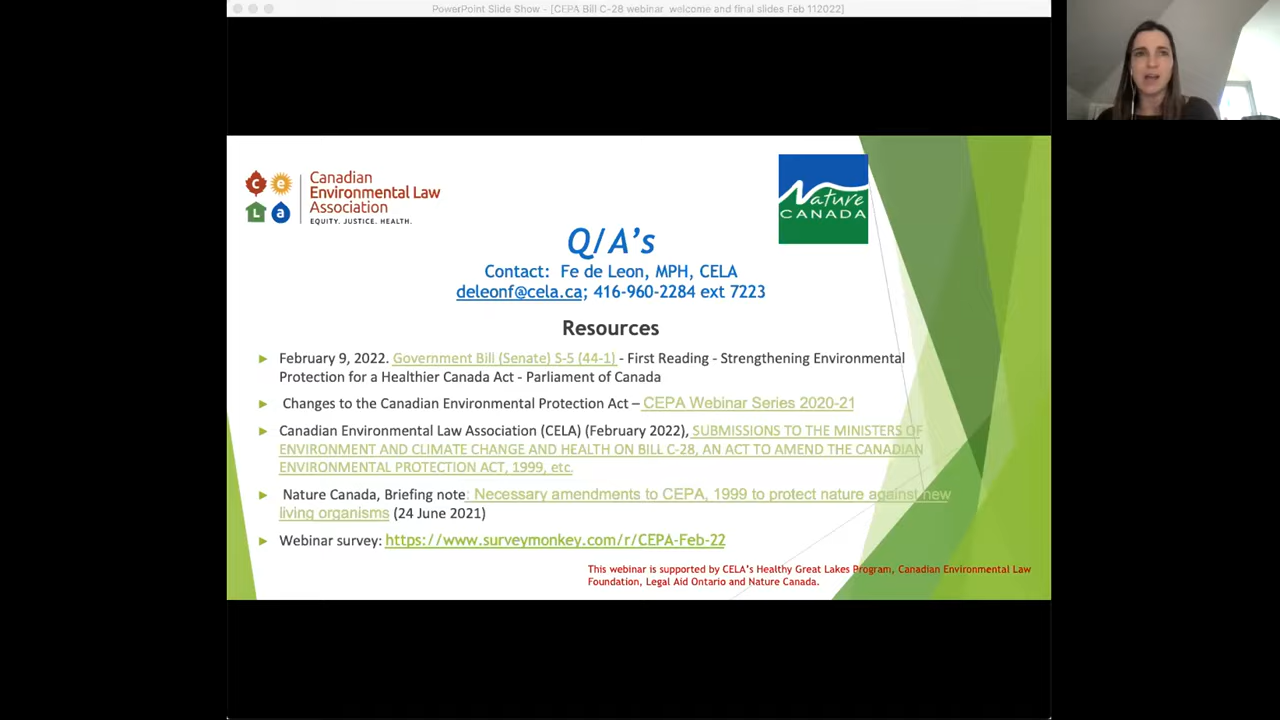 PowerPoint Slide Show - [CEPA Bill C-28 webinar welcome and final slides Feb 112022]
c e
L a
Canadian
Environmental Law
Association
EQUITY. JUSTICE. HEALTH.
Nature
CANADA
Q/A's
Contact: Fe de Leon, MPH, CELA
deleonf@cela.ca; 416-960-2284 ext 7223
Resources
► February 9, 2022. Government Bill (Senate) S-5 (44-1) - First Reading - Strengthening Environmental
Protection for a Healthier Canada Act - Parliament of Canada
► Changes to the Canadian Environmental Protection Act – CEPA Webinar Series 2020-21
► Canadian Environmental Law Association (CELA) (February 2022), SUBMISSIONS TO THE MINISTERS OF
ENVIRONMENT AND CLIMATE CHANGE AND HEALTH ON BILL C-28, AN ACT TO AMEND THE CANADIAN
ENVIRONMENTAL PROTECTION ACT, 1999, etc.
► Nature Canada, Briefing note: Necessary amendments to CEPA, 1999 to protect nature against new
living organisms (24 June 2021)
► Webinar survey: https://www.surveymonkey.com/r/CEPA-Feb-22
This webinar is supported by CELA's Healthy Great Lakes Program, Canadian Environmental Law
Foundation, Legal Aid Ontario and Nature Canada.